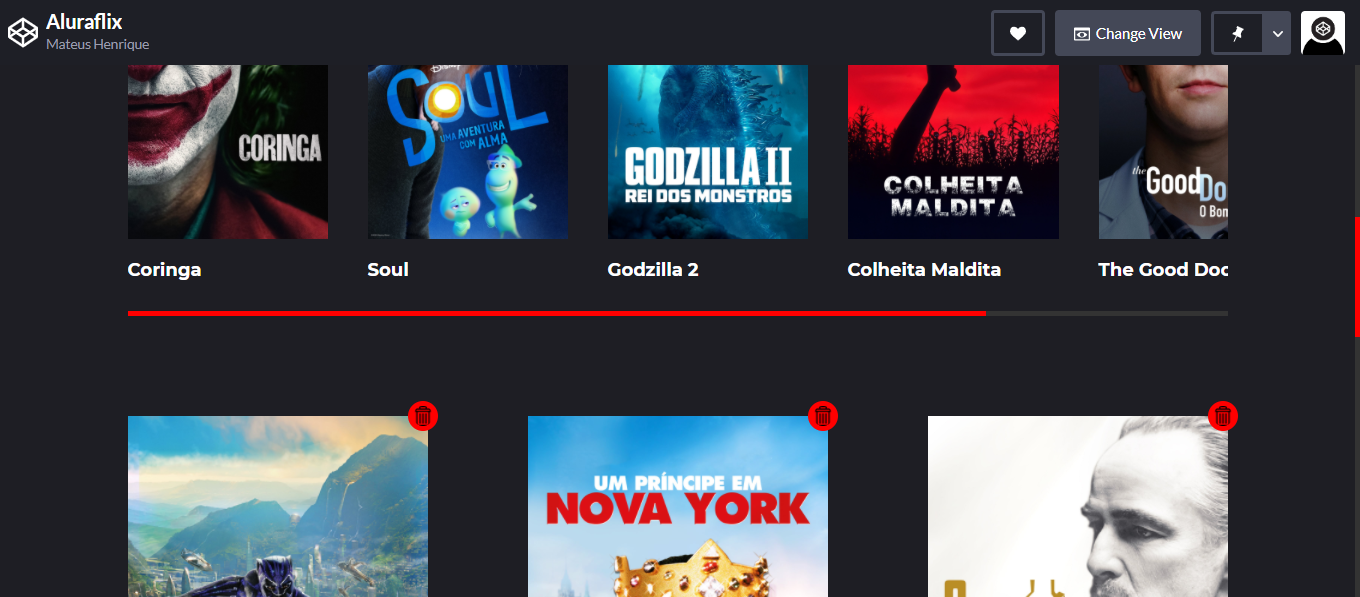 Aluraflix
Mateus Henrique
Change View
CORINGA
Disney
SOUL
UMA AVENTURA
COM ALMA
GODZILLA II
REI DOS MONSTROS
COLHEITA
MALDITA
the Good Do
O Bom
Coringa
Soul
Godzilla 2
Colheita Maldita
The Good Doc
UM PRÍNCIPE EM
NOVA YORK